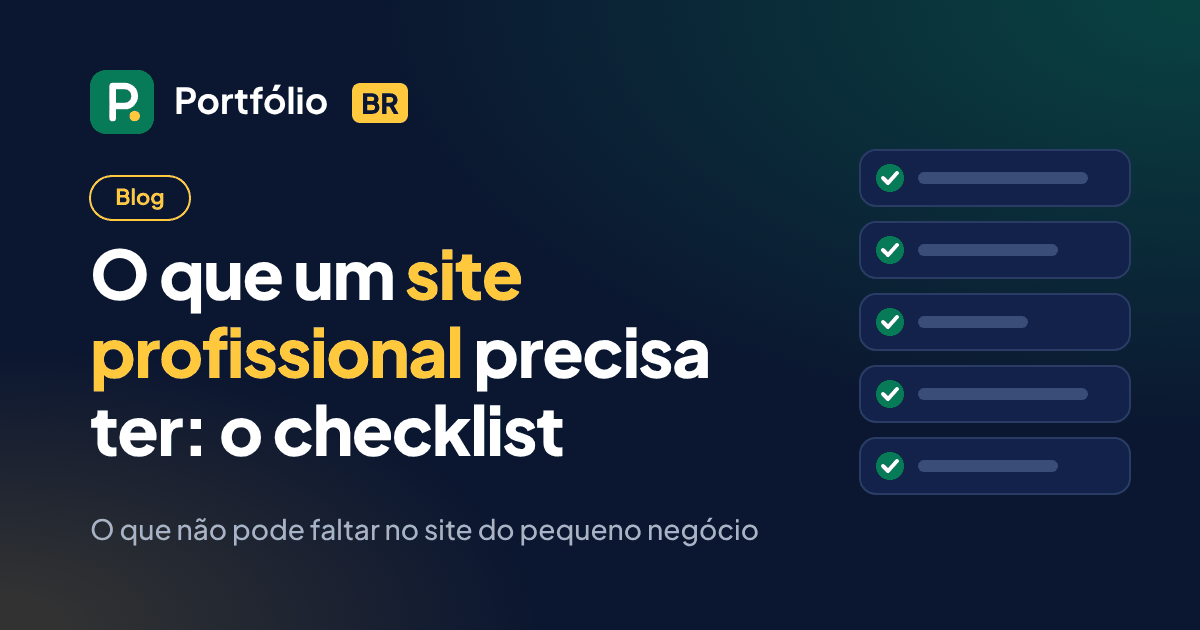 P.
Portfólio BR
Blog
O que um site
profissional precisa
ter: o checklist
O que não pode faltar no site do pequeno negócio